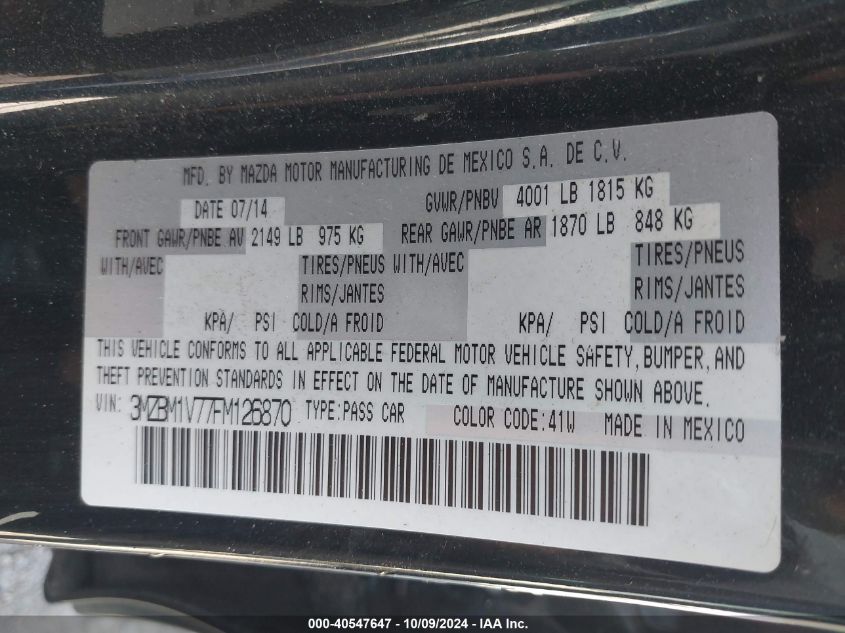 MFD. BY MAZDA MOTOR MANUFACTURING DE MEXICO S.A. DE C.V.
DATE 07/14 GVWR/PNBV 4001 LB 1815 KG
FRONT GAWR/PNBE AV 2149 LB 975 KG REAR GAWR/PNBE AR 1870 LB 848 KG
WITH/AVEC TIRES/PNEUS WITH/AVEC TIRES/PNEUS
RIMS/JANTES RIMS/JANTES
KPA/ PSI COLD/A FROID KPA/ PSI COLD/A FROID
THIS VEHICLE CONFORMS TO ALL APPLICABLE FEDERAL MOTOR VEHICLE SAFETY, BUMPER, AND
THEFT PREVENTION STANDARDS IN EFFECT ON THE DATE OF MANUFACTURE SHOWN ABOVE.
VIN: 3MZBM1V77FM126870 TYPE:PASS CAR COLOR CODE:41W MADE IN MEXICO
000-40547647 - 10/09/2024 - IAA Inc.